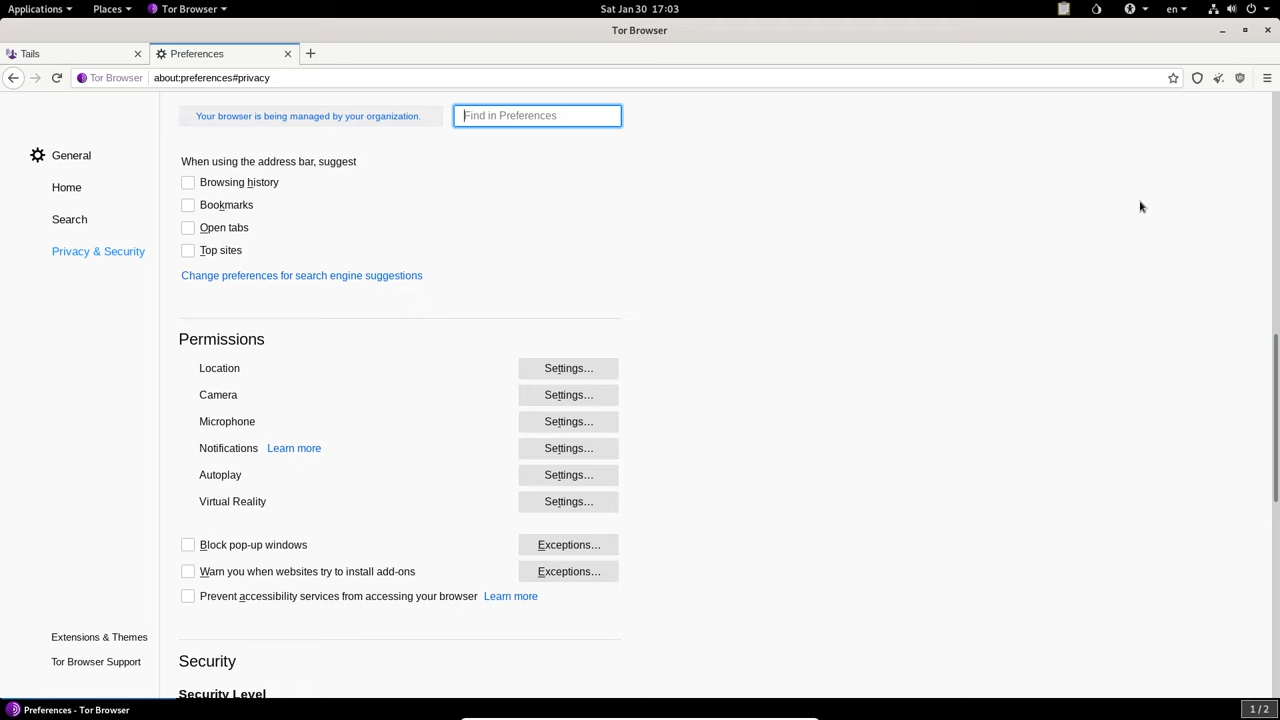 Applications Places Tor Browser Sat Jan 30 17:03 en
Tor Browser
Tails Preferences
Tor Browser about:preferences#privacy
Your browser is being managed by your organization. Find in Preferences
General
Home
Search
Privacy & Security
When using the address bar, suggest
Browsing history
Bookmarks
Open tabs
Top sites
Change preferences for search engine suggestions
Permissions
Location Settings…
Camera Settings…
Microphone Settings…
Notifications Learn more Settings…
Autoplay Settings…
Virtual Reality Settings…
Block pop-up windows Exceptions…
Warn you when websites try to install add-ons Exceptions…
Prevent accessibility services from accessing your browser Learn more
Extensions & Themes
Tor Browser Support
Security
Security Level
Preferences - Tor Browser 1 / 2